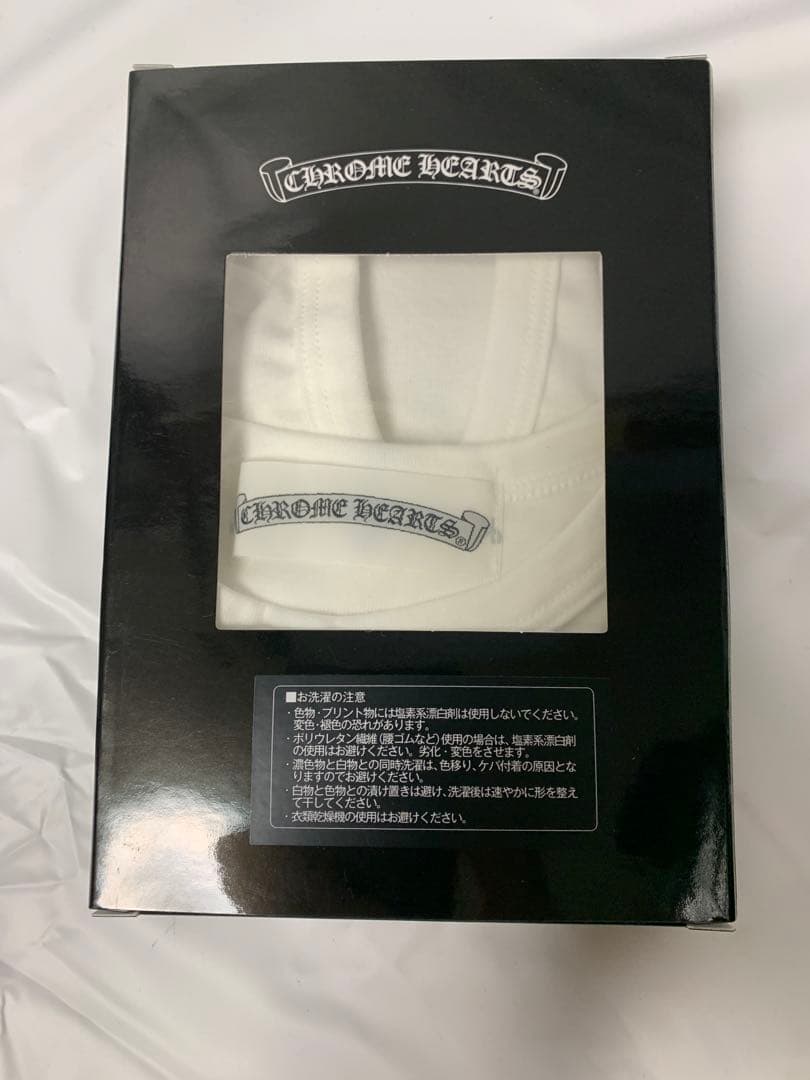 CHROME HEARTS®
CHROME HEARTS®
■お洗濯の注意
・色物・プリント物には塩素系漂白剤は使用しないでください。
変色・褪色の恐れがあります。
・ポリウレタン繊維(腰ゴムなど)使用の場合は、塩素系漂白剤
の使用はお避けください。劣化・変色をさせます。
・濃色物と白物との同時洗濯は、色移り、ケバ付着の原因とな
りますのでお避けください。
・白物と色物との漬け置きは避け、洗濯後は速やかに形を整え
て干してください。
・衣類乾燥機の使用はお避けください。